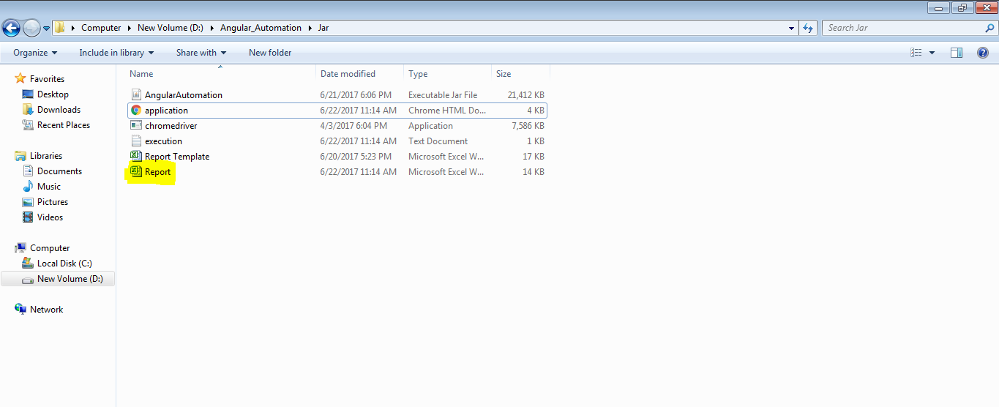 Computer New Volume (D:) Angular_Automation Jar Search Jar
Organize Include in library Share with New folder
Favorites
Desktop
Downloads
Recent Places
Libraries
Documents
Music
Pictures
Videos
Computer
Local Disk (C:)
New Volume (D:)
Network
Name Date modified Type Size
AngularAutomation 6/21/2017 6:06 PM Executable Jar File 21,412 KB
application 6/22/2017 11:14 AM Chrome HTML Do... 4 KB
chromedriver 4/3/2017 6:04 PM Application 7,586 KB
execution 6/22/2017 11:14 AM Text Document 1 KB
Report Template 6/20/2017 5:23 PM Microsoft Excel W... 17 KB
Report 6/22/2017 11:14 AM Microsoft Excel W... 14 KB